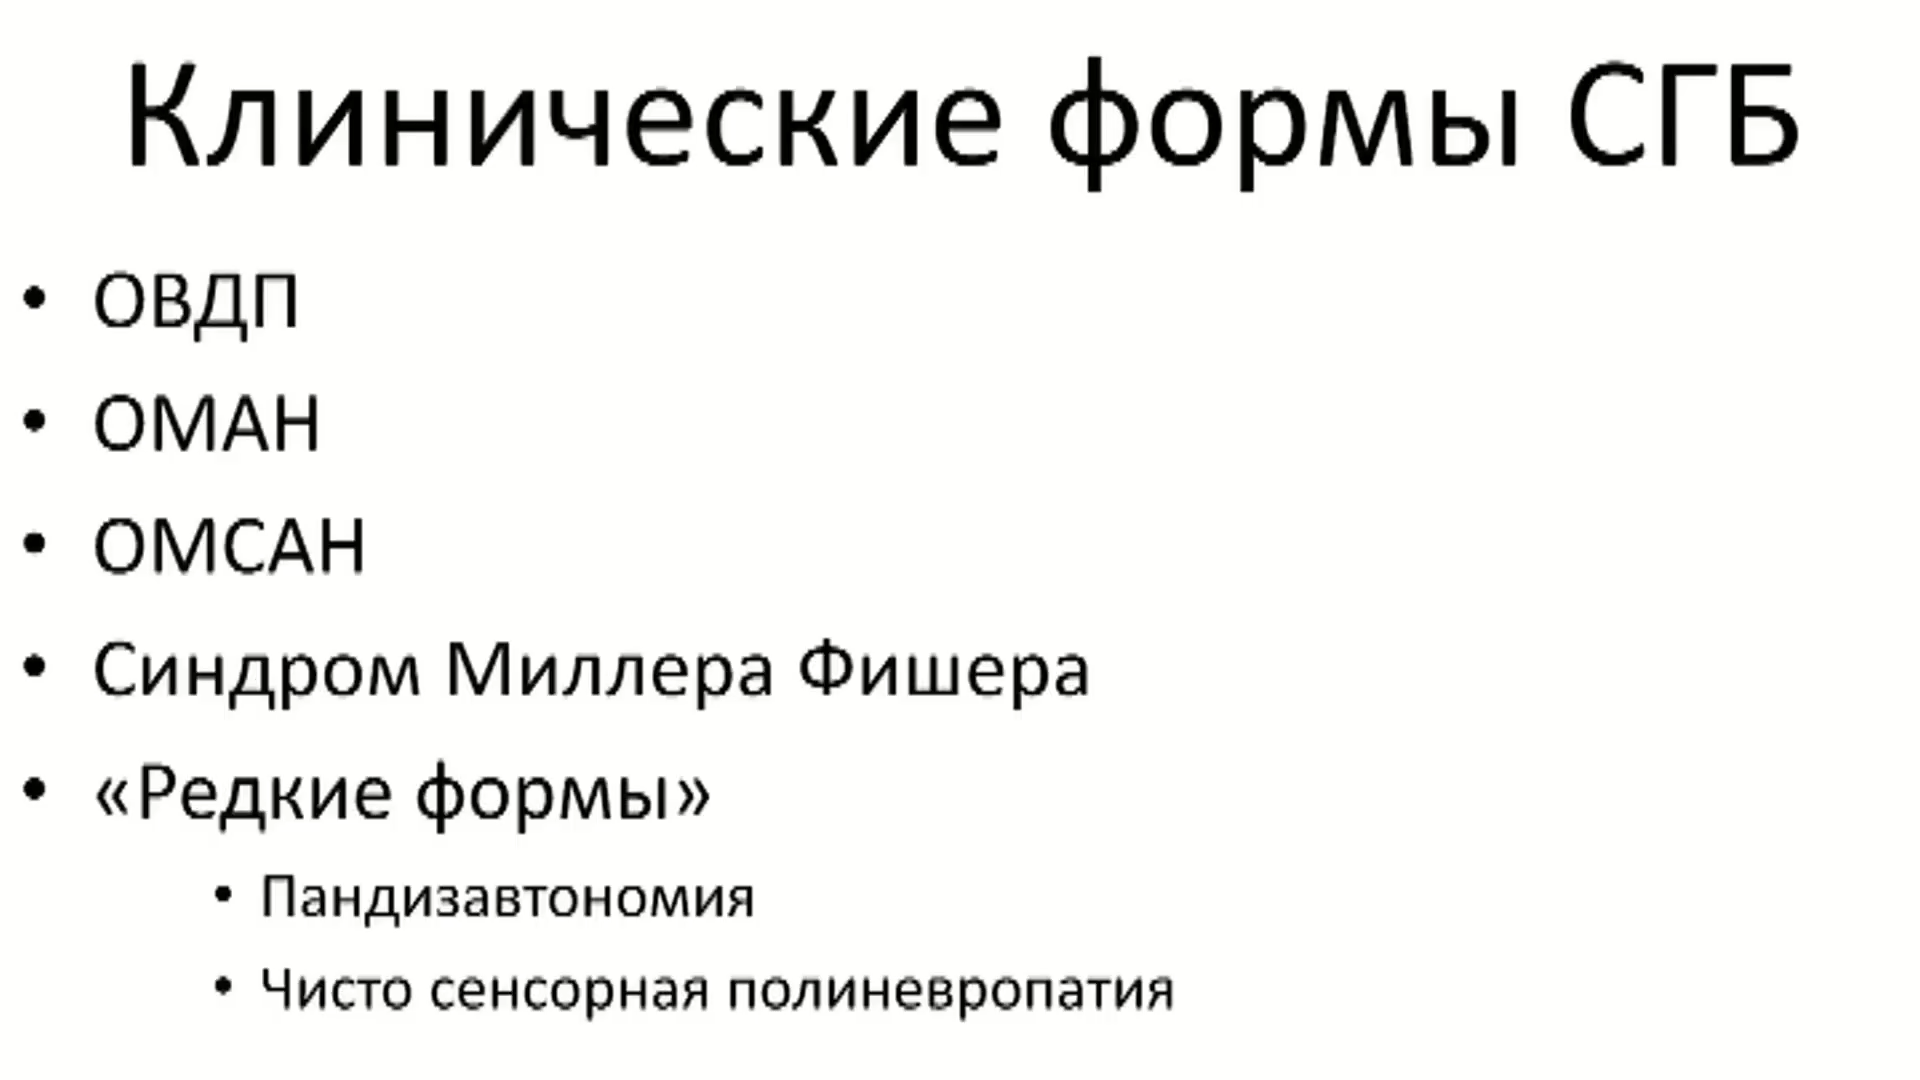 Клинические формы СГБ
• ОВДП
• ОМАН
• ОМСАН
• Синдром Миллера Фишера
• «Редкие формы»
• Пандизавтономия
• Чисто сенсорная полиневропатия